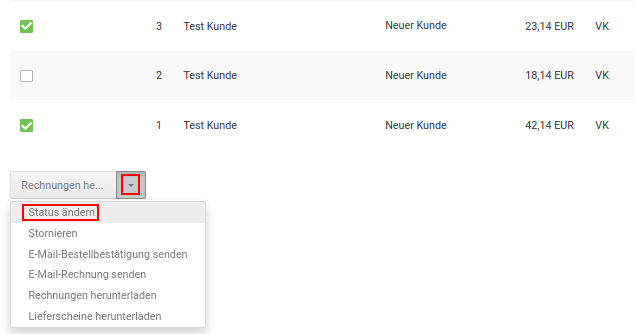 3 Test Kunde Neuer Kunde 23,14 EUR VK
2 Test Kunde Neuer Kunde 18,14 EUR VK
1 Test Kunde Neuer Kunde 42,14 EUR VK
Rechnungen he...
Status ändern
Stornieren
E-Mail-Bestellbestätigung senden
E-Mail-Rechnung senden
Rechnungen herunterladen
Lieferscheine herunterladen